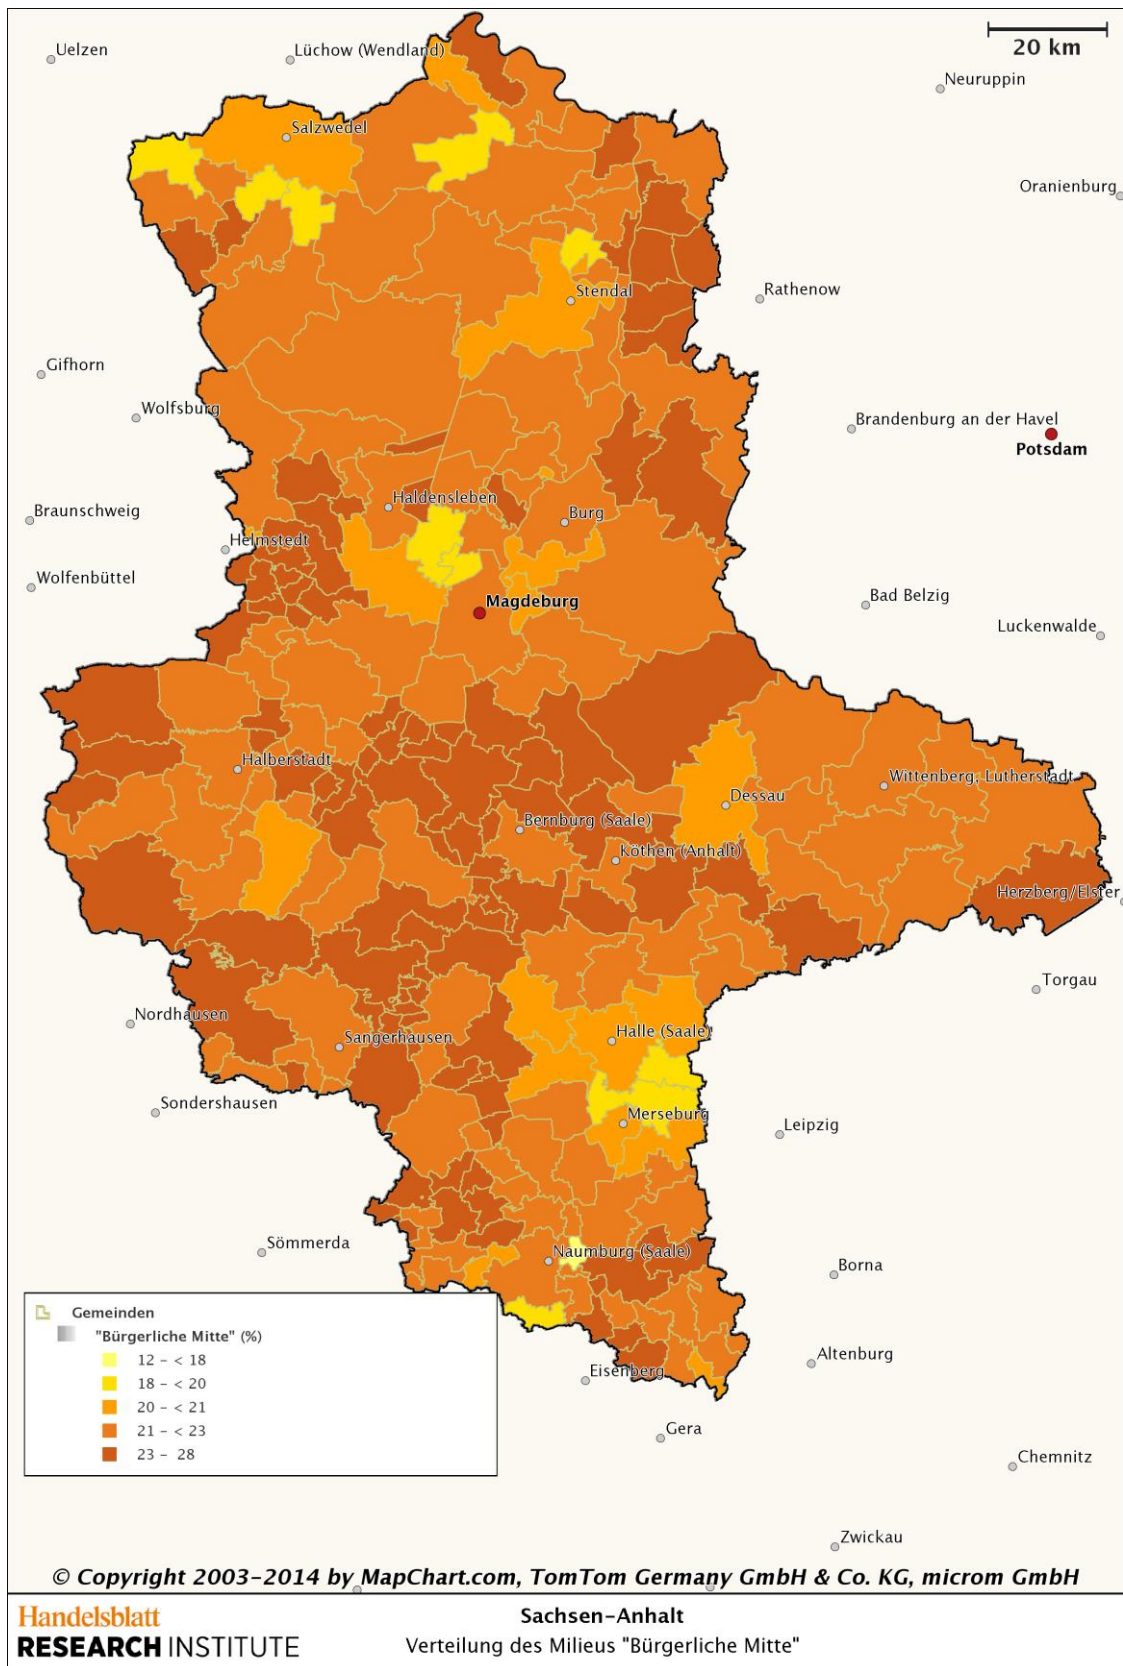 20 km
Uelzen
Lüchow (Wendland)
Neuruppin
Salzwedel
Oranienburg
Stendal
Rathenow
Gifhorn
Wolfsburg
Brandenburg an der Havel
Potsdam
Haldensleben
Braunschweig
Burg
Helmstedt
Wolfenbüttel
Bad Belzig
Magdeburg
Luckenwalde
Halberstadt
Wittenberg, Lutherstadt
Dessau
Bernburg (Saale)
Köthen (Anhalt)
Herzberg/Elster
Torgau
Nordhausen
Halle (Saale)
Sangerhausen
Sondershausen
Merseburg
Leipzig
Sömmerda
Naumburg (Saale)
Borna
Gemeinden
"Bürgerliche Mitte" (%)
12 - < 18
18 - < 20
20 - < 21
21 - < 23
23 - 28
Altenburg
Eisenberg
Gera
Chemnitz
Zwickau
© Copyright 2003-2014 by MapChart.com, TomTom Germany GmbH & Co. KG, microm GmbH
Handelsblatt
RESEARCH INSTITUTE
Sachsen-Anhalt
Verteilung des Milieus "Bürgerliche Mitte"